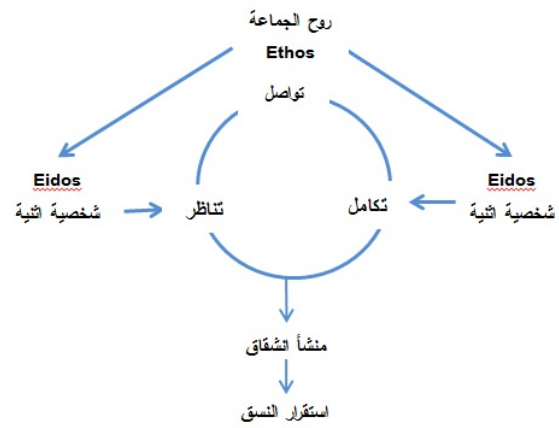 روح الجماعة
Ethos
تواصل
Eidos
شخصية اثنية
Eidos
شخصية اثنية
تكامل
تناظر
منشأ انشقاق
استقرار النسق